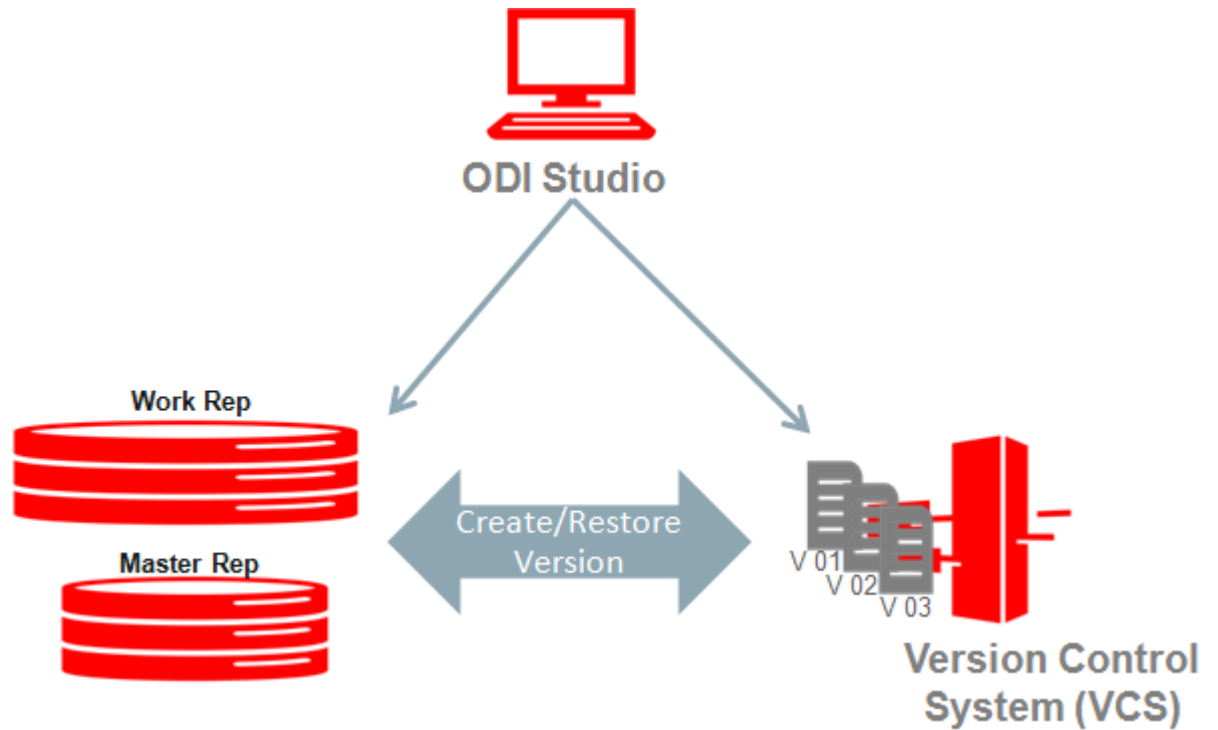 ODI Studio
Work Rep
Master Rep
Create/Restore
Version
V 01
V 02
V 03
Version Control
System (VCS)